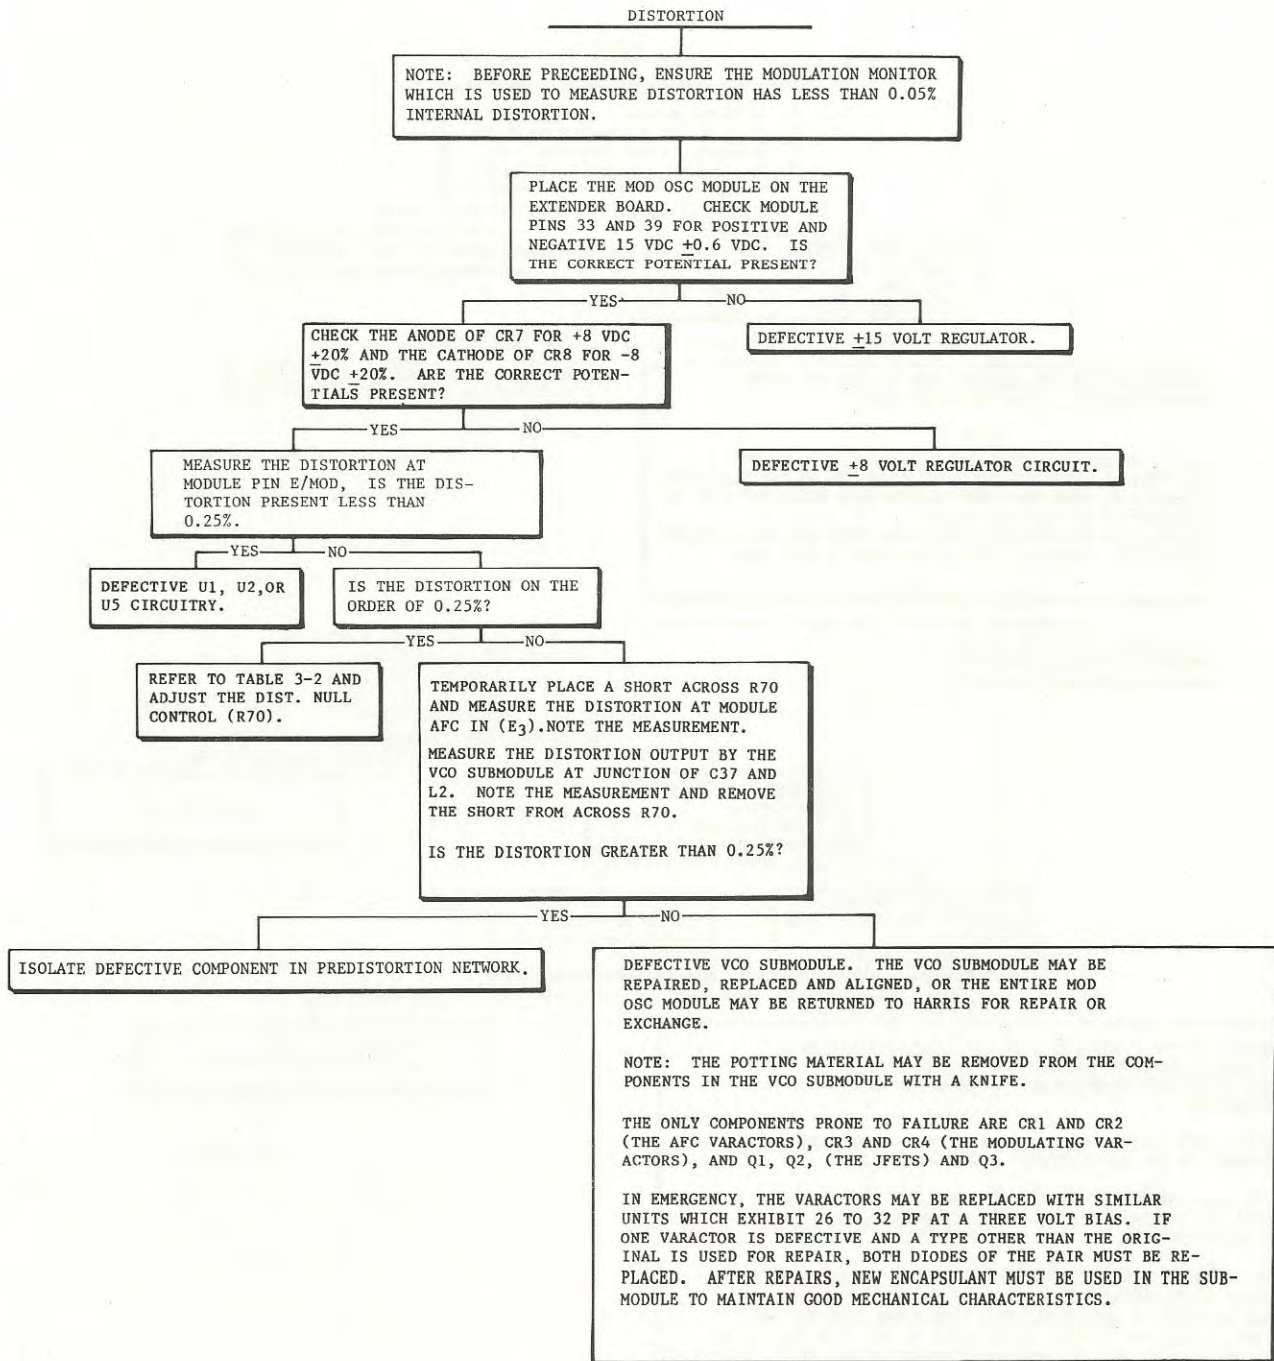 DISTORTION
NOTE: BEFORE PRECEEDING, ENSURE THE MODULATION MONITOR
WHICH IS USED TO MEASURE DISTORTION HAS LESS THAN 0.05%
INTERNAL DISTORTION.
PLACE THE MOD OSC MODULE ON THE
EXTENDER BOARD. CHECK MODULE
PINS 33 AND 39 FOR POSITIVE AND
NEGATIVE 15 VDC ±0.6 VDC. IS
THE CORRECT POTENTIAL PRESENT?
YES
NO
CHECK THE ANODE OF CR7 FOR +8 VDC
±20% AND THE CATHODE OF CR8 FOR -8
VDC ±20%. ARE THE CORRECT POTEN-
TIALS PRESENT?
DEFECTIVE ±15 VOLT REGULATOR.
YES
NO
MEASURE THE DISTORTION AT
MODULE PIN E/MOD, IS THE DIS-
TORTION PRESENT LESS THAN
0.25%.
DEFECTIVE ±8 VOLT REGULATOR CIRCUIT.
YES
NO
DEFECTIVE U1, U2,OR
U5 CIRCUITRY.
IS THE DISTORTION ON THE
ORDER OF 0.25%?
YES
NO
REFER TO TABLE 3-2 AND
ADJUST THE DIST. NULL
CONTROL (R70).
TEMPORARILY PLACE A SHORT ACROSS R70
AND MEASURE THE DISTORTION AT MODULE
AFC IN (E3).NOTE THE MEASUREMENT.
MEASURE THE DISTORTION OUTPUT BY THE
VCO SUBMODULE AT JUNCTION OF C37 AND
L2. NOTE THE MEASUREMENT AND REMOVE
THE SHORT FROM ACROSS R70.
IS THE DISTORTION GREATER THAN 0.25%?
YES
NO
ISOLATE DEFECTIVE COMPONENT IN PREDISTORTION NETWORK.
DEFECTIVE VCO SUBMODULE. THE VCO SUBMODULE MAY BE
REPAIRED, REPLACED AND ALIGNED, OR THE ENTIRE MOD
OSC MODULE MAY BE RETURNED TO HARRIS FOR REPAIR OR
EXCHANGE.
NOTE: THE POTTING MATERIAL MAY BE REMOVED FROM THE COM-
PONENTS IN THE VCO SUBMODULE WITH A KNIFE.
THE ONLY COMPONENTS PRONE TO FAILURE ARE CR1 AND CR2
(THE AFC VARACTORS), CR3 AND CR4 (THE MODULATING VAR-
ACTORS), AND Q1, Q2, (THE JFETS) AND Q3.
IN EMERGENCY, THE VARACTORS MAY BE REPLACED WITH SIMILAR
UNITS WHICH EXHIBIT 26 TO 32 PF AT A THREE VOLT BIAS. IF
ONE VARACTOR IS DEFECTIVE AND A TYPE OTHER THAN THE ORIG-
INAL IS USED FOR REPAIR, BOTH DIODES OF THE PAIR MUST BE RE-
PLACED. AFTER REPAIRS, NEW ENCAPSULANT MUST BE USED IN THE SUB-
MODULE TO MAINTAIN GOOD MECHANICAL CHARACTERISTICS.